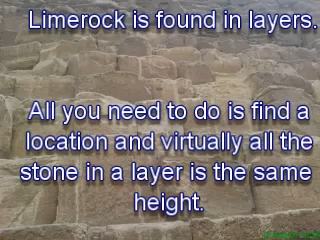 Limerock is found in layers.
All you need to do is find a
location and virtually all the
stone in a layer is the same
height.